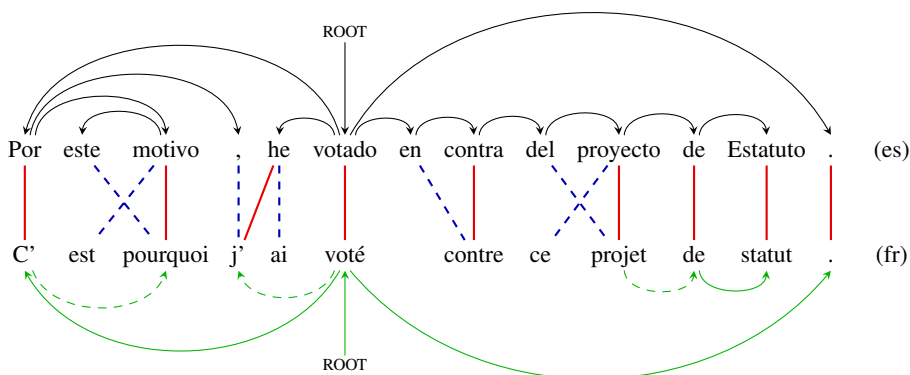 ROOT
Por este motivo , he votado en contra del proyecto de Estatuto . (es)
C’ est pourquoi j’ ai voté contre ce projet de statut . (fr)
ROOT